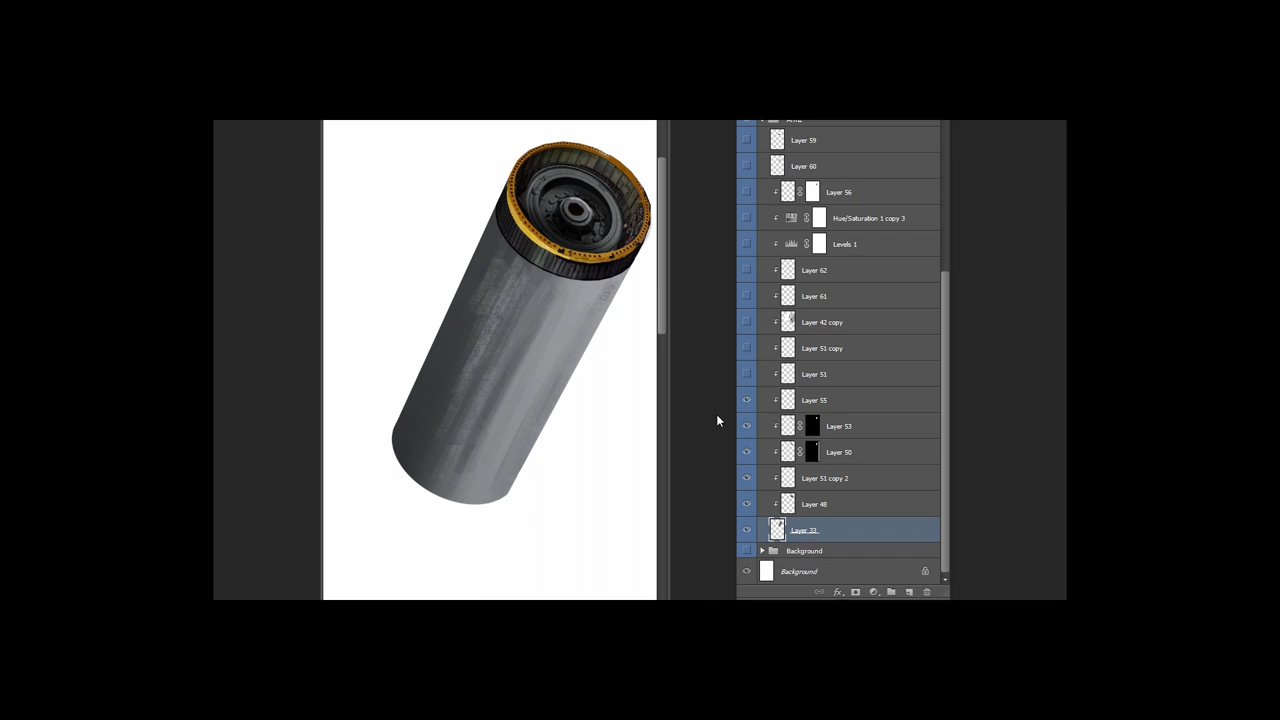 Layer 59
Layer 60
Layer 56
Hue/Saturation 1 copy 3
Levels 1
Layer 62
Layer 61
Layer 42 copy
Layer 51 copy
Layer 51
Layer 55
Layer 53
Layer 50
Layer 51 copy 2
Layer 48
Layer 33
Background
Background
fx